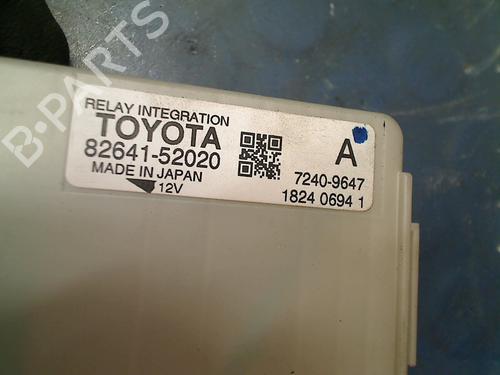 B-PARTS
RELAY INTEGRATION
TOYOTA
82641-52020
MADE IN JAPAN
12V
A
7240-9647
1824 0694 1